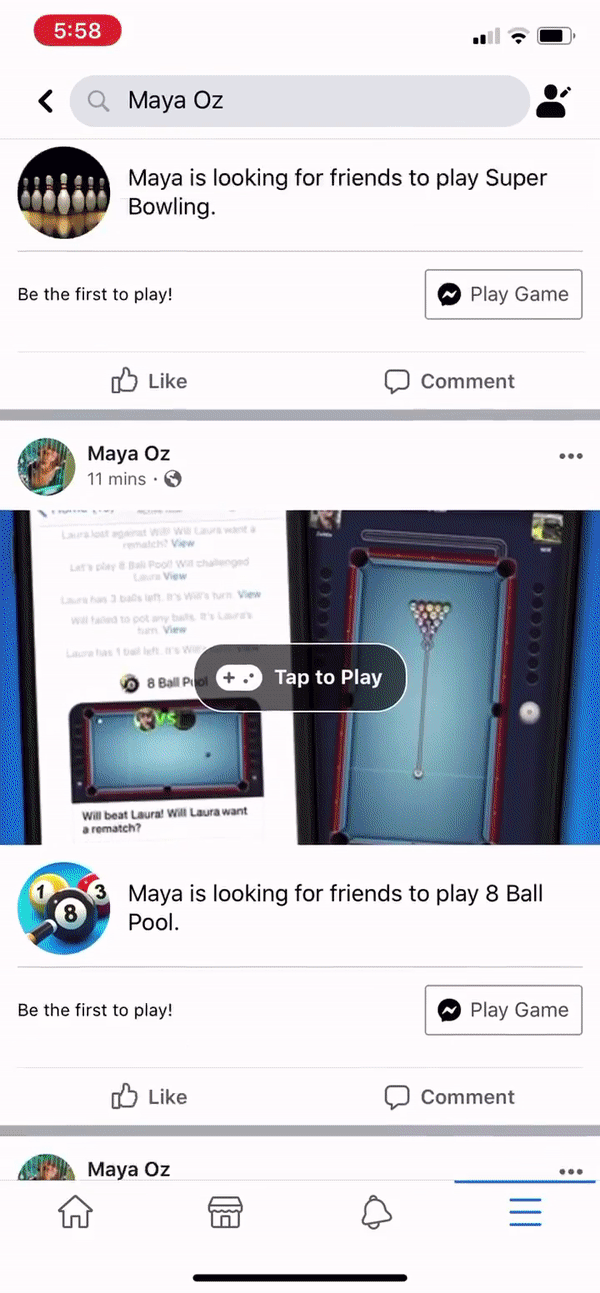 5:58
Maya Oz
Maya is looking for friends to play Super
Bowling.
Be the first to play!
Play Game
Like
Comment
Maya Oz
11 mins ·
Laura lost against Will! Will Laura want a
rematch? View
Let's play 8 Ball Pool! Will challenged
Laura View
Laura has 3 balls left. It's Will's turn. View
Will failed to pot any balls. It's Laura's
turn. View
Laura has 1 ball left. It's
8 Ball
VS
Will beat Laura! Will Laura want
a rematch?
Tap to Play
1
3
8
Maya is looking for friends to play 8 Ball
Pool.
Be the first to play!
Play Game
Like
Comment
Maya Oz